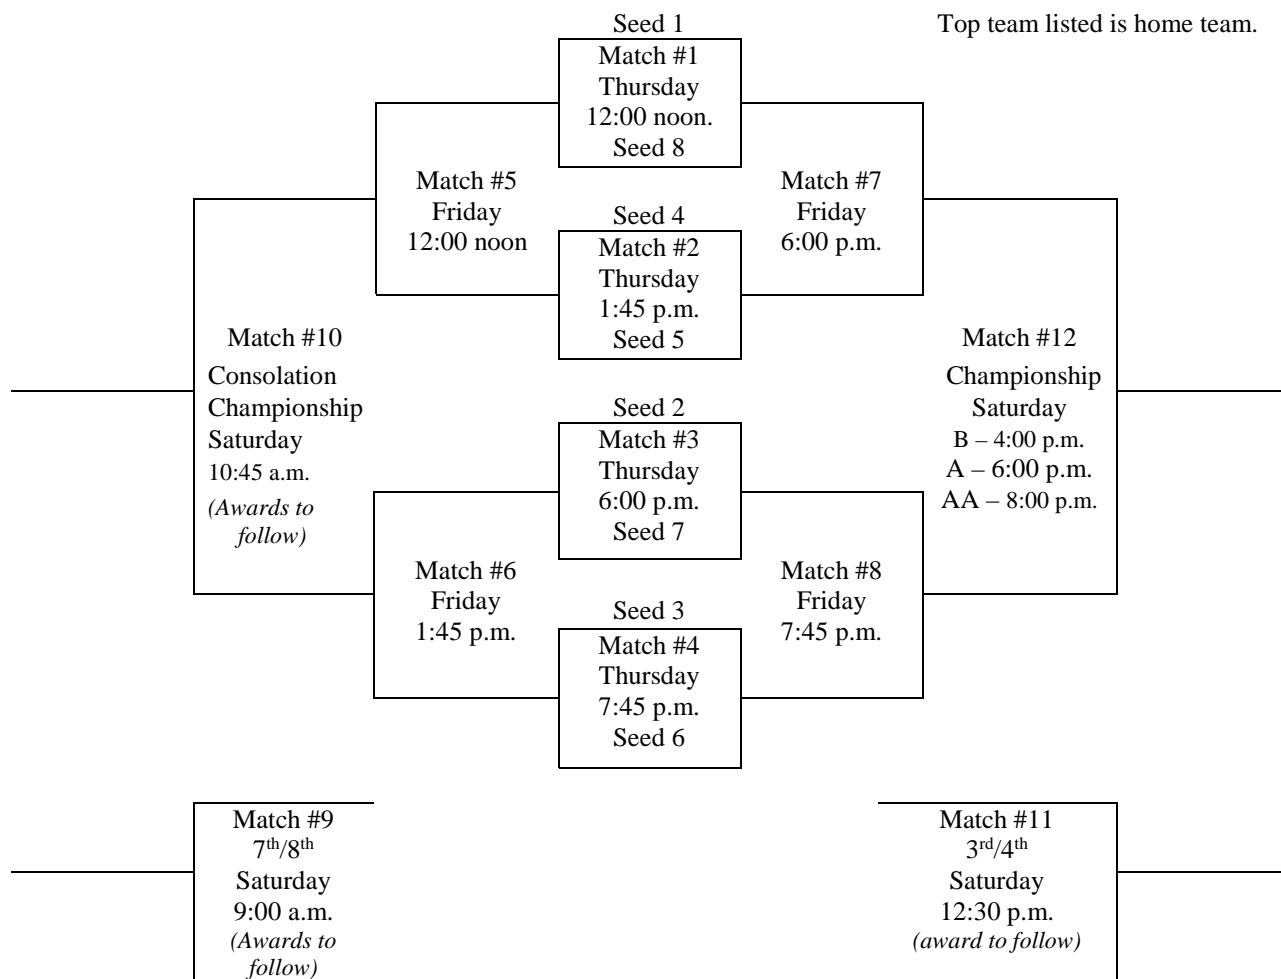 Seed 1
Top team listed is home team.
Match #1
Thursday
12:00 noon.
Seed 8
Match #5
Friday
12:00 noon
Match #7
Friday
6:00 p.m.
Seed 4
Match #2
Thursday
1:45 p.m.
Seed 5
Match #10
Consolation
Championship
Saturday
10:45 a.m.
(Awards to
follow)
Match #12
Championship
Saturday
B – 4:00 p.m.
A – 6:00 p.m.
AA – 8:00 p.m.
Seed 2
Match #3
Thursday
6:00 p.m.
Seed 7
Match #6
Friday
1:45 p.m.
Match #8
Friday
7:45 p.m.
Seed 3
Match #4
Thursday
7:45 p.m.
Seed 6
Match #9
7th/8th
Saturday
9:00 a.m.
(Awards to
follow)
Match #11
3rd/4th
Saturday
12:30 p.m.
(award to follow)